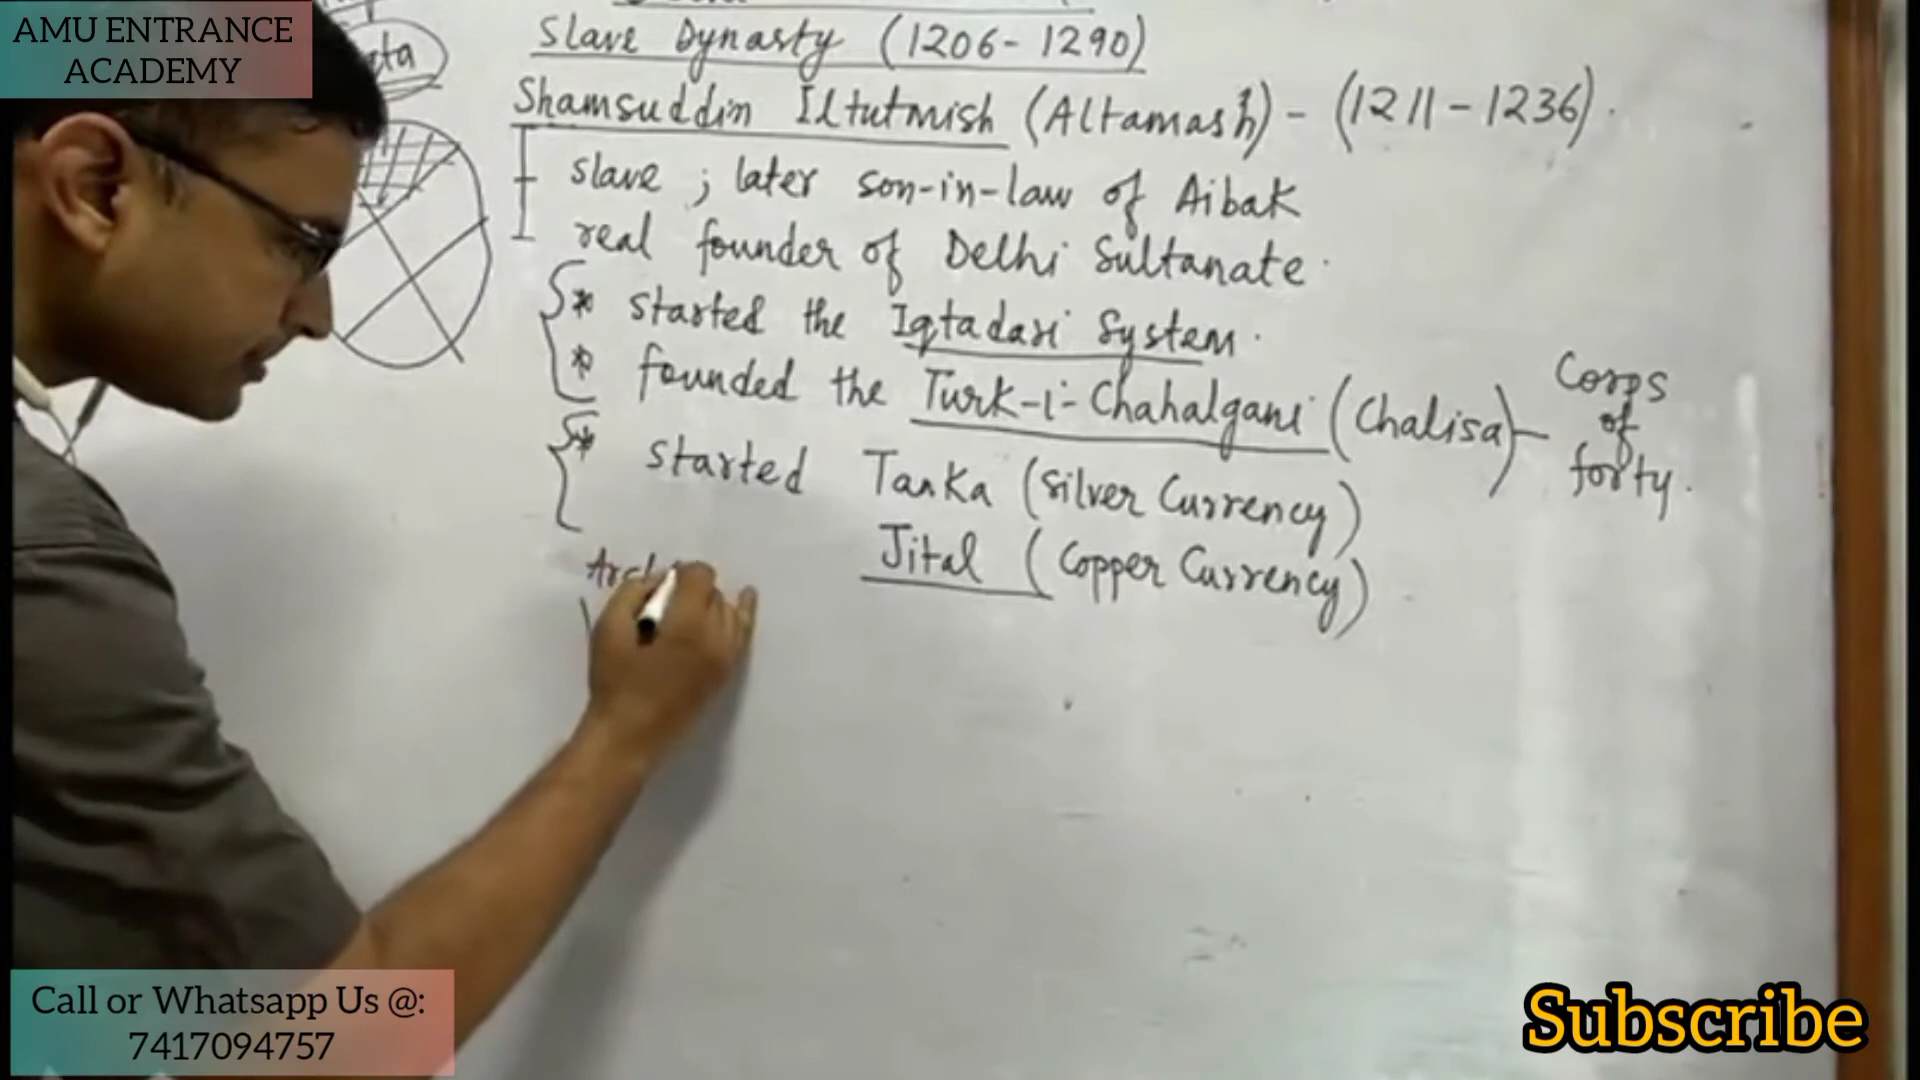 AMU ENTRANCE
ACADEMY
Slave Dynasty (1206-1290)
Shamsuddin Iltutmish (Altamash) - (1211-1236).
slave ; later son-in-law of Aibak
real founder of Delhi Sultanate.
* started the Iqtadari System.
* founded the Turk-i-Chahalgani (Chalisa) - Corps of forty.
* started Tanka (Silver Currency)
Jital (Copper Currency)
Call or Whatsapp Us @:
7417094757
Subscribe